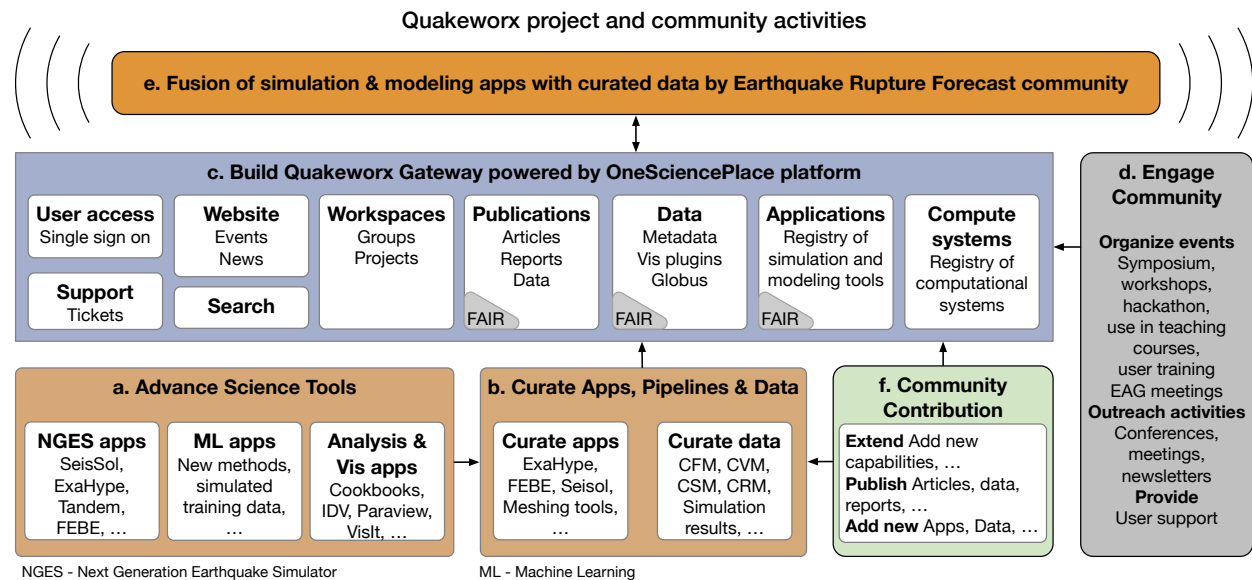 Quakeworx project and community activities
e. Fusion of simulation & modeling apps with curated data by Earthquake Rupture Forecast community
c. Build Quakeworx Gateway powered by OneSciencePlace platform
User access
Single sign on
Support
Tickets
Website
Events
News
Search
Workspaces
Groups
Projects
Publications
Articles
Reports
Data
FAIR
Data
Metadata
Vis plugins
Globus
FAIR
Applications
Registry of
simulation and
modeling tools
FAIR
Compute
systems
Registry of
computational
systems
d. Engage
Community
Organize events
Symposium,
workshops,
hackathon,
use in teaching
courses,
user training
EAG meetings
Outreach activities
Conferences,
meetings,
newsletters
Provide
User support
a. Advance Science Tools
NGES apps
SeisSol,
ExaHype,
Tandem,
FEBE, …
ML apps
New methods,
simulated
training data,
…
Analysis &
Vis apps
Cookbooks,
IDV, Paraview,
VisIt, …
b. Curate Apps, Pipelines & Data
Curate apps
ExaHype,
FEBE, Seisol,
Meshing tools,
…
Curate data
CFM, CVM,
CSM, CRM,
Simulation
results, …
f. Community
Contribution
Extend Add new
capabilities, …
Publish Articles, data,
reports, …
Add new Apps, Data, …
NGES - Next Generation Earthquake Simulator
ML - Machine Learning